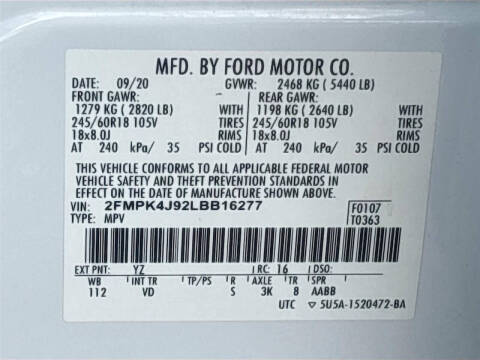 MFD. BY FORD MOTOR CO.
DATE: 09/20 GVWR: 2468 KG ( 5440 LB)
FRONT GAWR: REAR GAWR:
1279 KG ( 2820 LB) WITH 1198 KG ( 2640 LB) WITH
245/60R18 105V TIRES 245/60R18 105V TIRES
18x8.0J RIMS 18x8.0J RIMS
AT 240 kPa/ 35 PSI COLD AT 240 kPa/ 35 PSI COLD
THIS VEHICLE CONFORMS TO ALL APPLICABLE FEDERAL MOTOR
VEHICLE SAFETY AND THEFT PREVENTION STANDARDS IN
EFFECT ON THE DATE OF MANUFACTURE SHOWN ABOVE.
VIN: 2FMPK4J92LBB16277 F0107
TYPE: MPV T0363
EXT PNT: YZ RC: 16 DSO:
WB INT TR TP/PS R AXLE TR SPR
112 VD S 3K 8 AABB
UTC 5U5A-1520472-BA